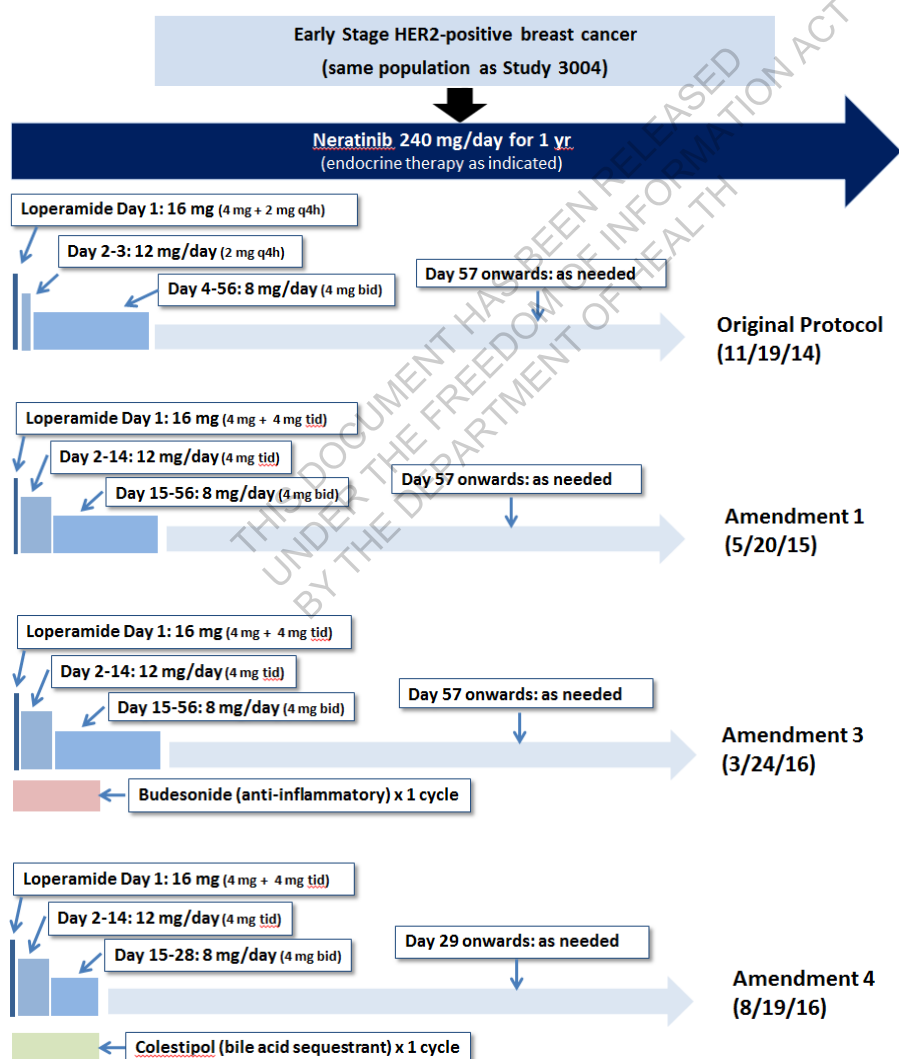 Early Stage HER2-positive breast cancer
(same population as Study 3004)
Neratinib 240 mg/day for 1 yr
(endocrine therapy as indicated)
Loperamide Day 1: 16 mg (4 mg + 2 mg q4h)
Day 2-3: 12 mg/day (2 mg q4h)
Day 4-56: 8 mg/day (4 mg bid)
Day 57 onwards: as needed
Original Protocol
(11/19/14)
Loperamide Day 1: 16 mg (4 mg + 4 mg tid)
Day 2-14: 12 mg/day (4 mg tid)
Day 15-56: 8 mg/day (4 mg bid)
Day 57 onwards: as needed
Amendment 1
(5/20/15)
Loperamide Day 1: 16 mg (4 mg + 4 mg tid)
Day 2-14: 12 mg/day (4 mg tid)
Day 15-56: 8 mg/day (4 mg bid)
Day 57 onwards: as needed
Amendment 3
(3/24/16)
Budesonide (anti-inflammatory) x 1 cycle
Loperamide Day 1: 16 mg (4 mg + 4 mg tid)
Day 2-14: 12 mg/day (4 mg tid)
Day 15-28: 8 mg/day (4 mg bid)
Day 29 onwards: as needed
Amendment 4
(8/19/16)
Colestipol (bile acid sequestrant) x 1 cycle
THIS DOCUMENT HAS BEEN RELEASED
UNDER THE FREEDOM OF INFORMATION ACT
BY THE DEPARTMENT OF HEALTH